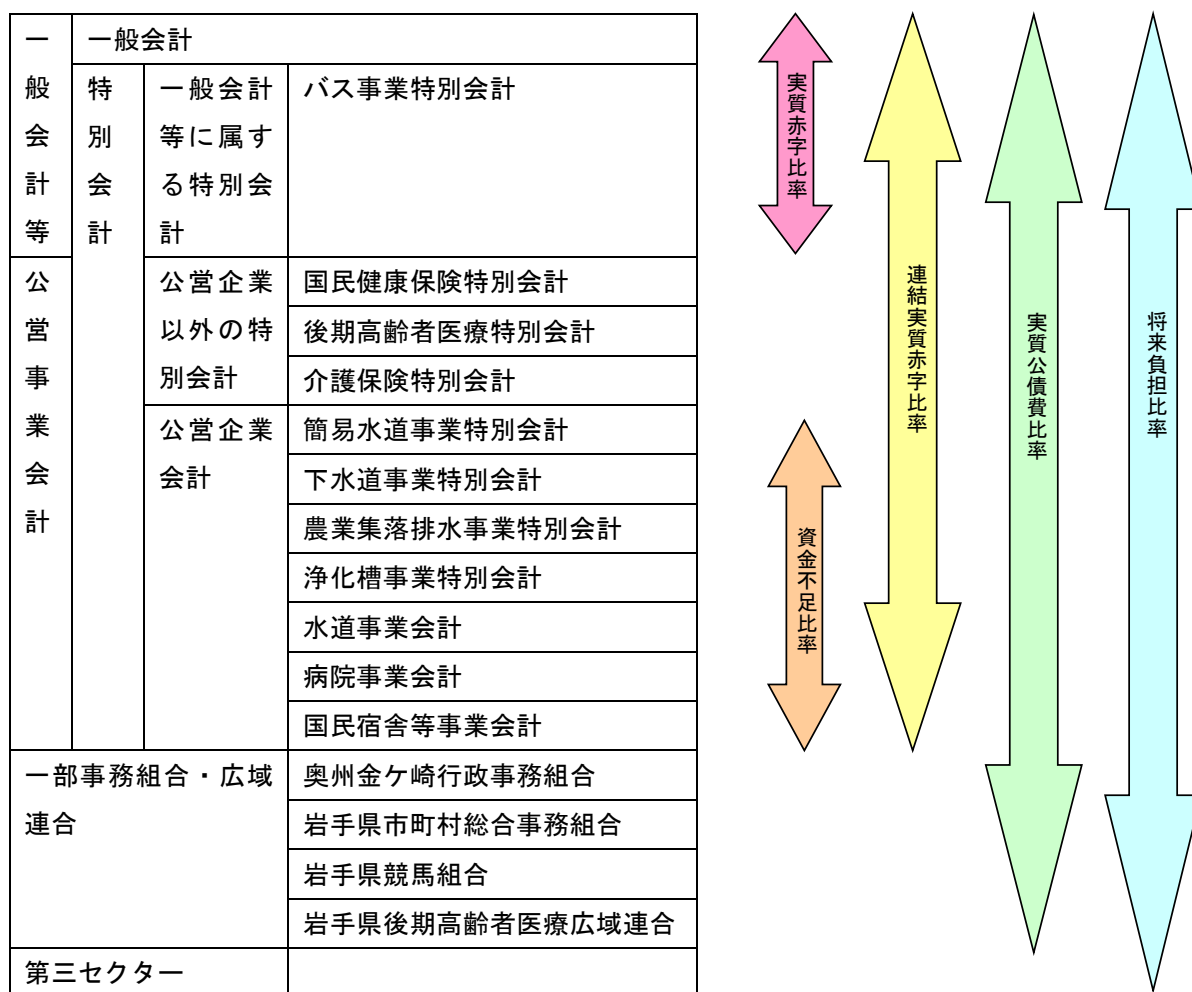 一般会計等
一般会計
特別会計
一般会計
等に属す
る特別会
計
バス事業特別会計
公営事業会計
公営企業
以外の特
別会計
国民健康保険特別会計
後期高齢者医療特別会計
介護保険特別会計
公営企業
会計
簡易水道事業特別会計
下水道事業特別会計
農業集落排水事業特別会計
浄化槽事業特別会計
水道事業会計
病院事業会計
国民宿舎等事業会計
一部事務組合・広域
連合
奥州金ケ崎行政事務組合
岩手県市町村総合事務組合
岩手県競馬組合
岩手県後期高齢者医療広域連合
第三セクター
実質赤字比率
資金不足比率
連結実質赤字比率
実質公債費比率
将来負担比率